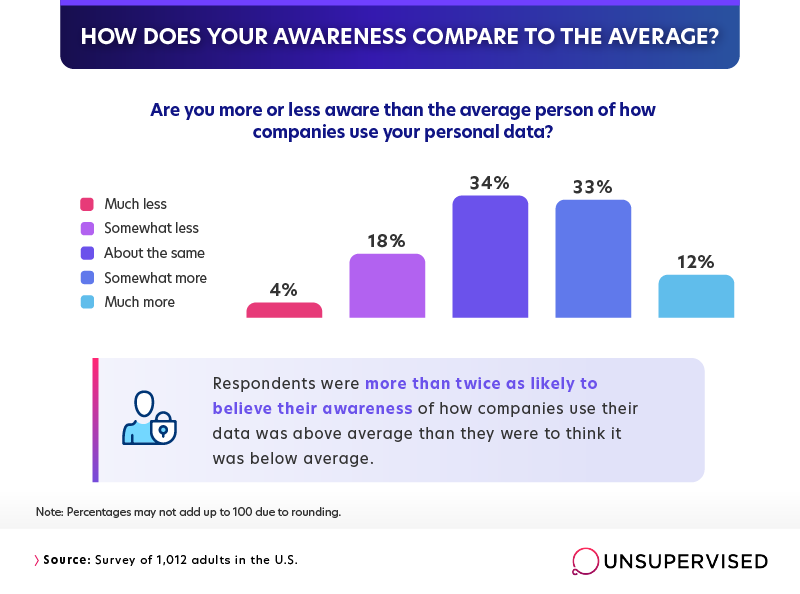 HOW DOES YOUR AWARENESS COMPARE TO THE AVERAGE?
Are you more or less aware than the average person of how
companies use your personal data?
Much less
Somewhat less
About the same
Somewhat more
Much more
4%
18%
34%
33%
12%
Respondents were more than twice as likely to
believe their awareness of how companies use their
data was above average than they were to think it
was below average.
Note: Percentages may not add up to 100 due to rounding.
Source: Survey of 1,012 adults in the U.S.
UNSUPERVISED